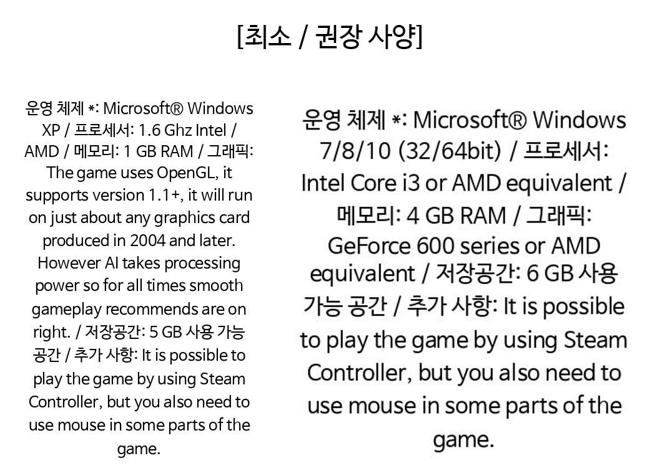 [최소 / 권장 사양]
운영 체제 *: Microsoft® Windows
XP / 프로세서: 1.6 Ghz Intel /
AMD / 메모리: 1 GB RAM / 그래픽:
The game uses OpenGL, it
supports version 1.1+, it will run
on just about any graphics card
produced in 2004 and later.
However AI takes processing
power so for all times smooth
gameplay recommends are on
right. / 저장공간: 5 GB 사용 가능
공간 / 추가 사항: It is possible to
play the game by using Steam
Controller, but you also need to
use mouse in some parts of the
game.
운영 체제 *: Microsoft® Windows
7/8/10 (32/64bit) / 프로세서:
Intel Core i3 or AMD equivalent /
메모리: 4 GB RAM / 그래픽:
GeForce 600 series or AMD
equivalent / 저장공간: 6 GB 사용
가능 공간 / 추가 사항: It is possible
to play the game by using Steam
Controller, but you also need to
use mouse in some parts of the
game.